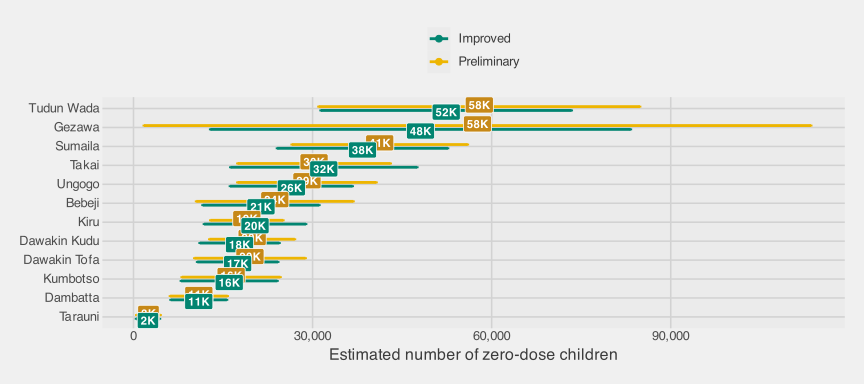 Improved
Preliminary
Tudun Wada
58K
52K
Gezawa
58K
48K
Sumaila
38K
Takai
32K
Ungogo
26K
Bebeji
21K
Kiru
20K
Dawakin Kudu
18K
Dawakin Tofa
17K
Kumbotso
16K
Dambatta
11K
Tarauni
2K
0
30,000
60,000
90,000
Estimated number of zero-dose children